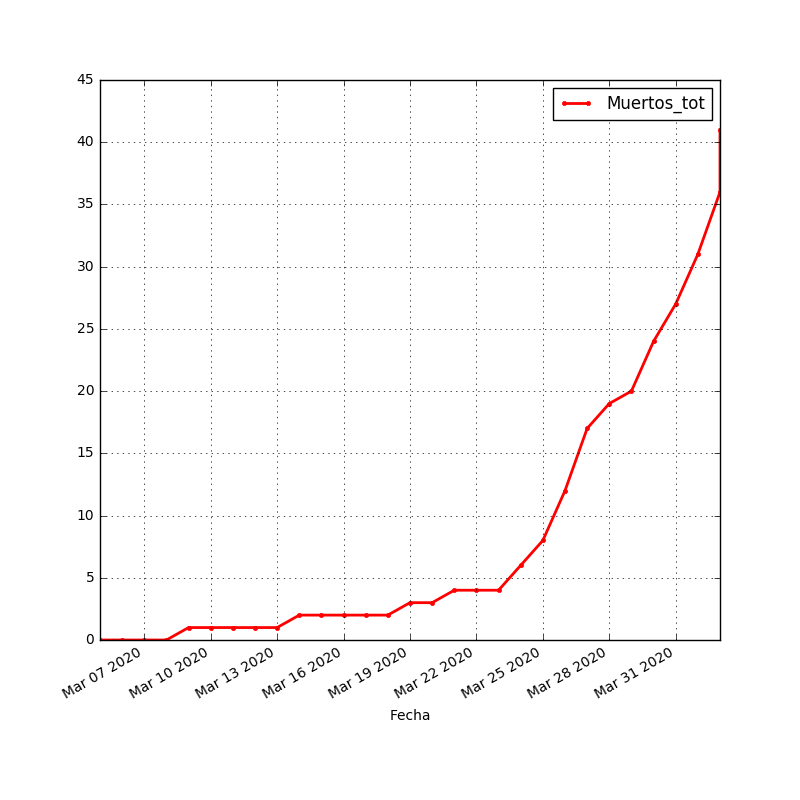 45
Muertos_tot
40
35
30
25
20
15
10
5
0
Mar 07 2020
Mar 10 2020
Mar 13 2020
Mar 16 2020
Mar 19 2020
Mar 22 2020
Mar 25 2020
Mar 28 2020
Mar 31 2020
Fecha